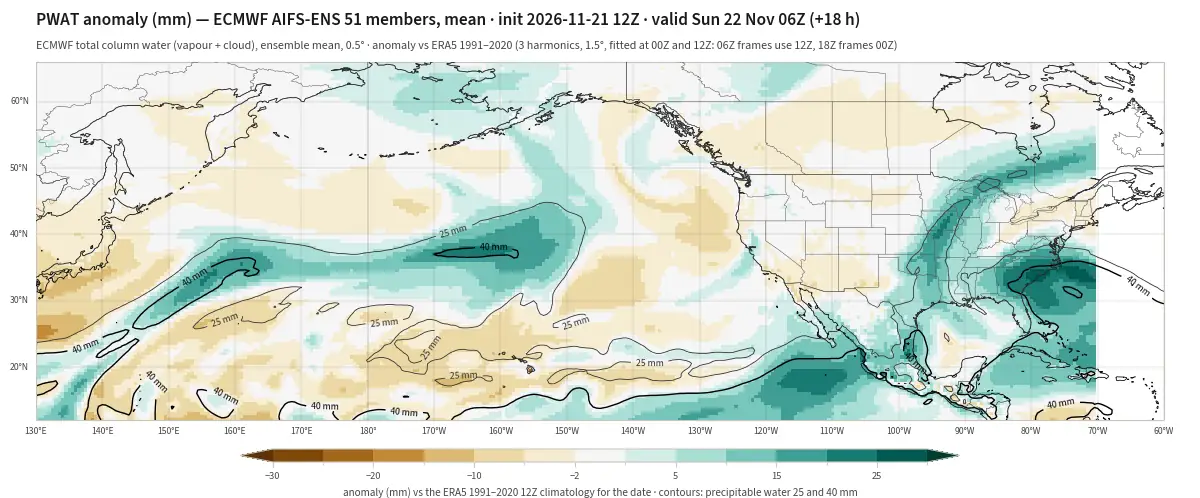 PWAT anomaly (mm) — ECMWF AIFS-ENS 51 members, mean · init 2026-11-21 12Z · valid Sun 22 Nov 06Z (+18 h)
ECMWF total column water (vapour + cloud), ensemble mean, 0.5° · anomaly vs ERA5 1991–2020 (3 harmonics, 1.5°, fitted at 00Z and 12Z: 06Z frames use 12Z, 18Z frames 00Z)
60°N
50°N
40°N
30°N
20°N
25 mm
40 mm
40 mm
40 mm
25 mm
25 mm
25 mm
40 mm
25 mm
25 mm
25 mm
40 mm
40 mm
40 mm
40 mm
40 mm
130°E 140°E 150°E 160°E 170°E 180° 170°W 160°W 150°W 140°W 130°W 120°W 110°W 100°W 90°W 80°W 70°W 60°W
−30 −20 −10 −2 5 15 25
anomaly (mm) vs the ERA5 1991–2020 12Z climatology for the date · contours: precipitable water 25 and 40 mm